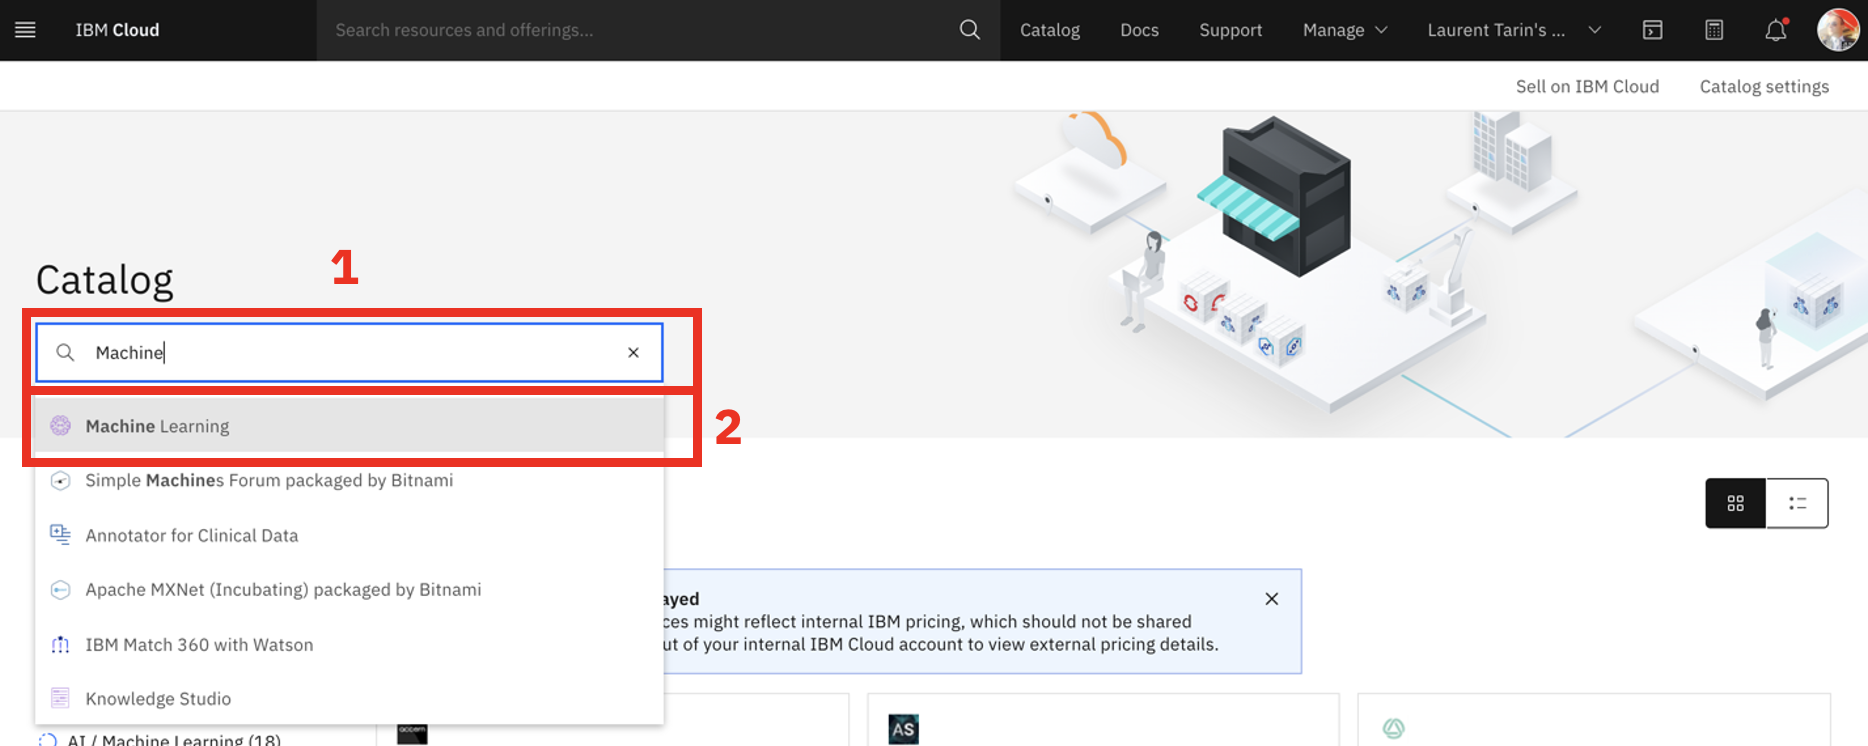 IBM Cloud
Search resources and offerings...
Catalog Docs Support Manage Laurent Tarin's ...
Sell on IBM Cloud Catalog settings
1
Catalog
Machine
Machine Learning
2
Simple Machines Forum packaged by Bitnami
Annotator for Clinical Data
Apache MXNet (Incubating) packaged by Bitnami
IBM Match 360 with Watson
Knowledge Studio
ayed
ces might reflect internal IBM pricing, which should not be shared
ut of your internal IBM Cloud account to view external pricing details.
AI / Machine Learning (18)
accern
AS